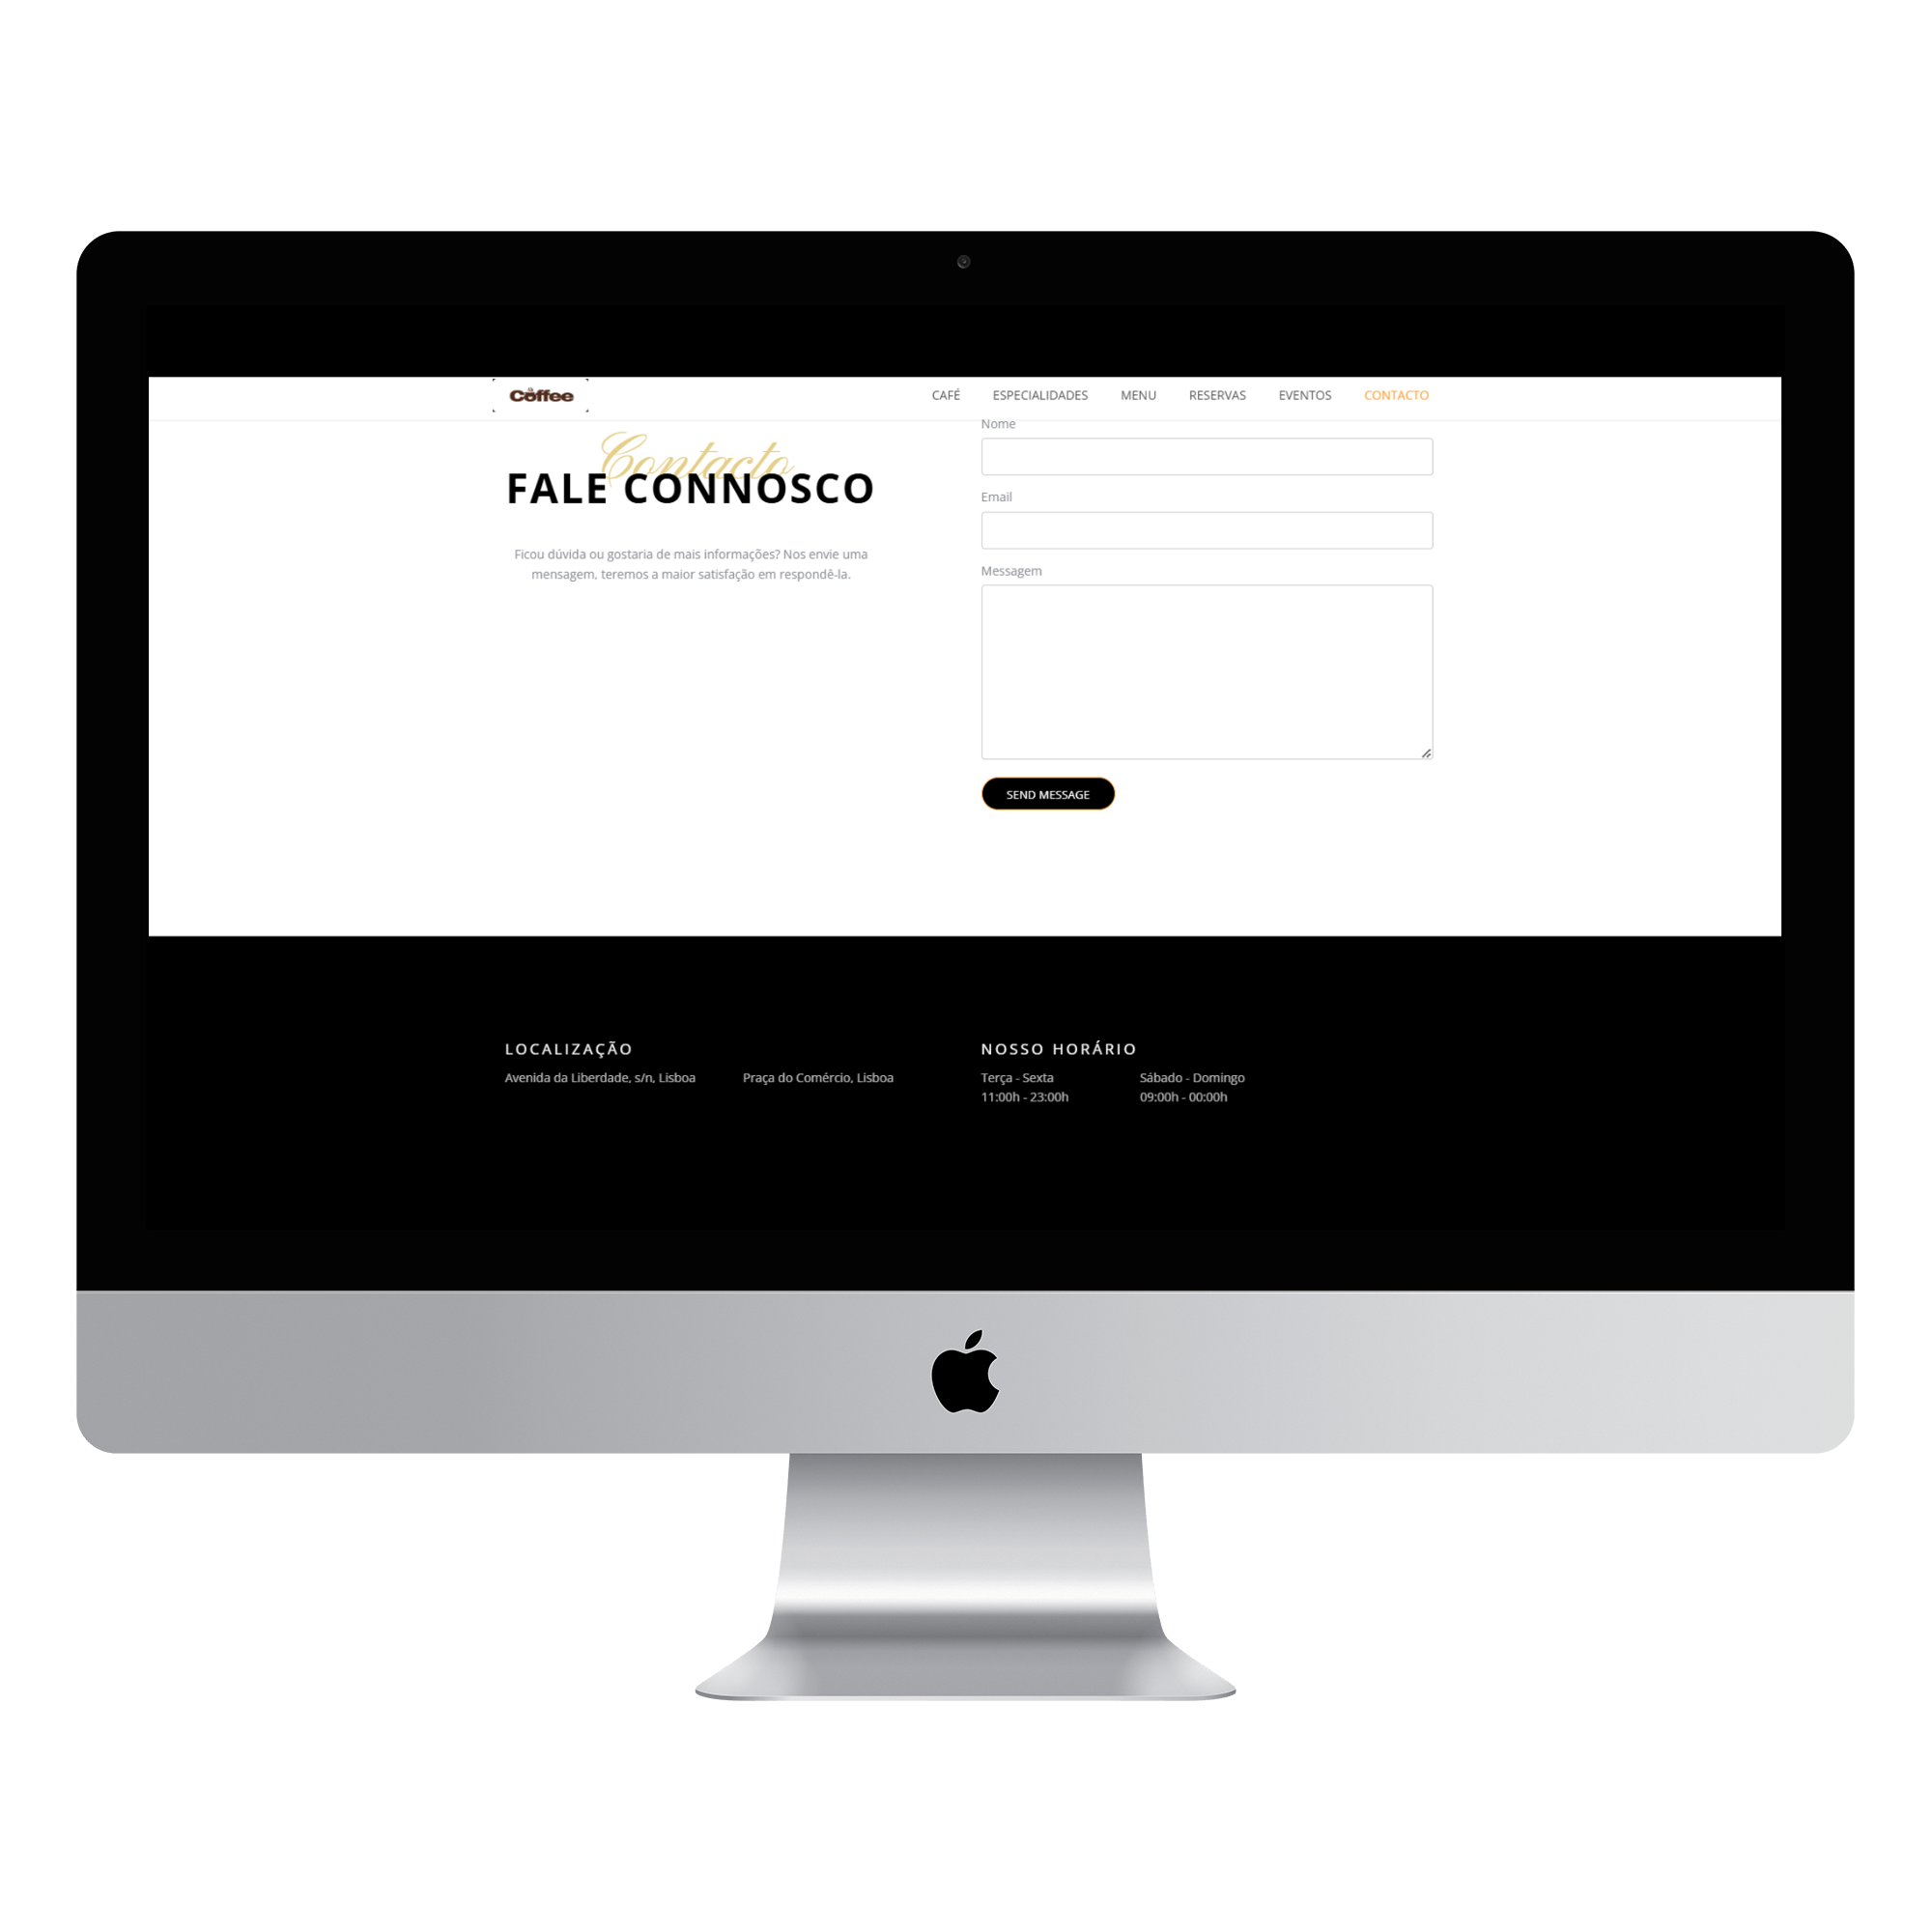 Coffee
CAFÉ ESPECIALIDADES MENU RESERVAS EVENTOS CONTACTO
Contacto
FALE CONNOSCO
Ficou dúvida ou gostaria de mais informações? Nos envie uma
mensagem, teremos a maior satisfação em respondê-la.
Nome
Email
Messagem
SEND MESSAGE
LOCALIZAÇÃO
Avenida da Liberdade, s/n, Lisboa
Praça do Comércio, Lisboa
NOSSO HORÁRIO
Terça - Sexta
11:00h - 23:00h
Sábado - Domingo
09:00h - 00:00h